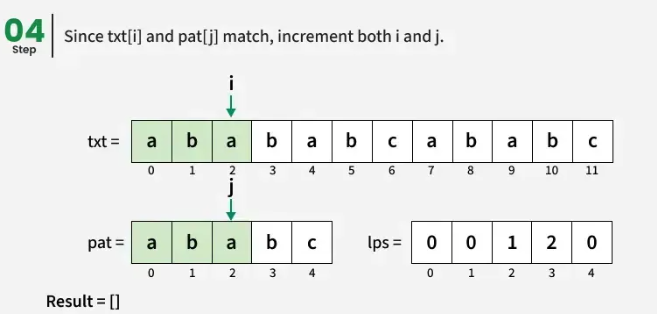 04
Step
Since txt[i] and pat[j] match, increment both i and j.
i
txt = a b a b a b c a b a b c
0 1 2 3 4 5 6 7 8 9 10 11
j
pat = a b a b c lps = 0 0 1 2 0
0 1 2 3 4 0 1 2 3 4
Result = []